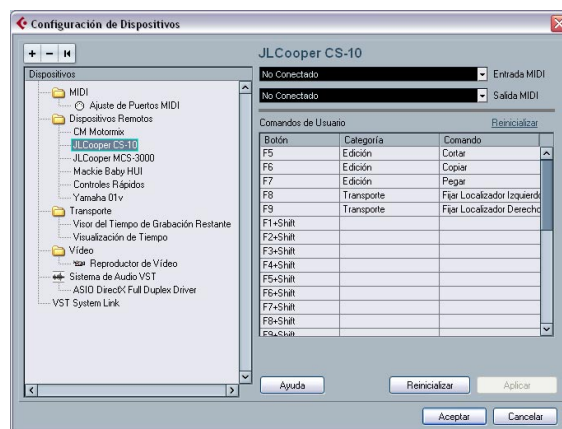 Configuración de Dispositivos
Dispositivos
MIDI
Ajuste de Puertos MIDI
Dispositivos Remotos
CM Motormix
JLCooper CS-10
JLCooper MCS-3000
Mackie Baby HUI
Controles Rápidos
Yamaha 01v
Transporte
Visor del Tiempo de Grabación Restante
Visualización de Tiempo
Vídeo
Reproductor de Vídeo
Sistema de Audio VST
ASIO DirectX Full Duplex Driver
VST System Link
JLCooper CS-10
No Conectado Entrada MIDI
No Conectado Salida MIDI
Comandos de Usuario Reinicializar
Botón Categoría Comando
F5 Edición Cortar
F6 Edición Copiar
F7 Edición Pegar
F8 Transporte Fijar Localizador Izquierdo
F9 Transporte Fijar Localizador Derecho
F1+Shift
F2+Shift
F3+Shift
F4+Shift
F5+Shift
F6+Shift
F7+Shift
F8+Shift
F9+Shift
Ayuda Reinicializar Aplicar
Aceptar Cancelar